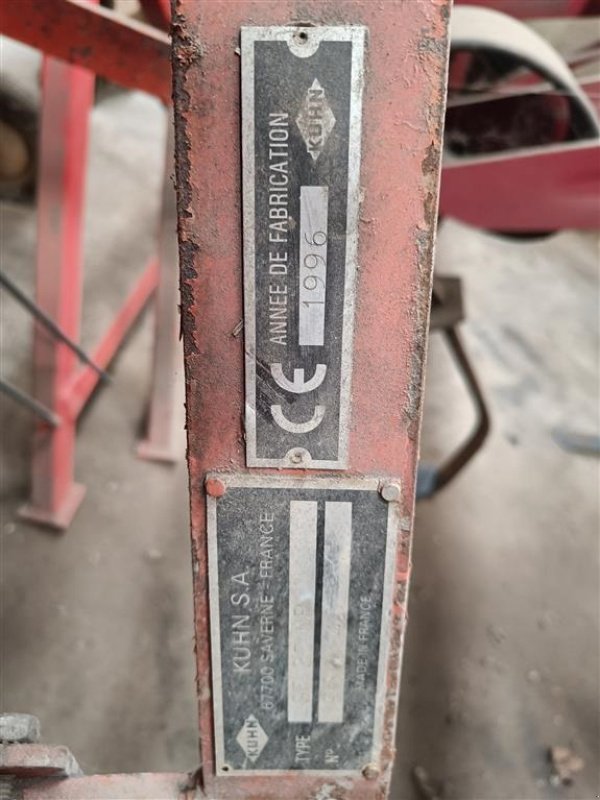 KUHN
ANNEE DE FABRICATION
1996
CE
KUHN S.A.
67700 SAVERNE - FRANCE
KUHN
TYPE
N°
MADE IN FRANCE